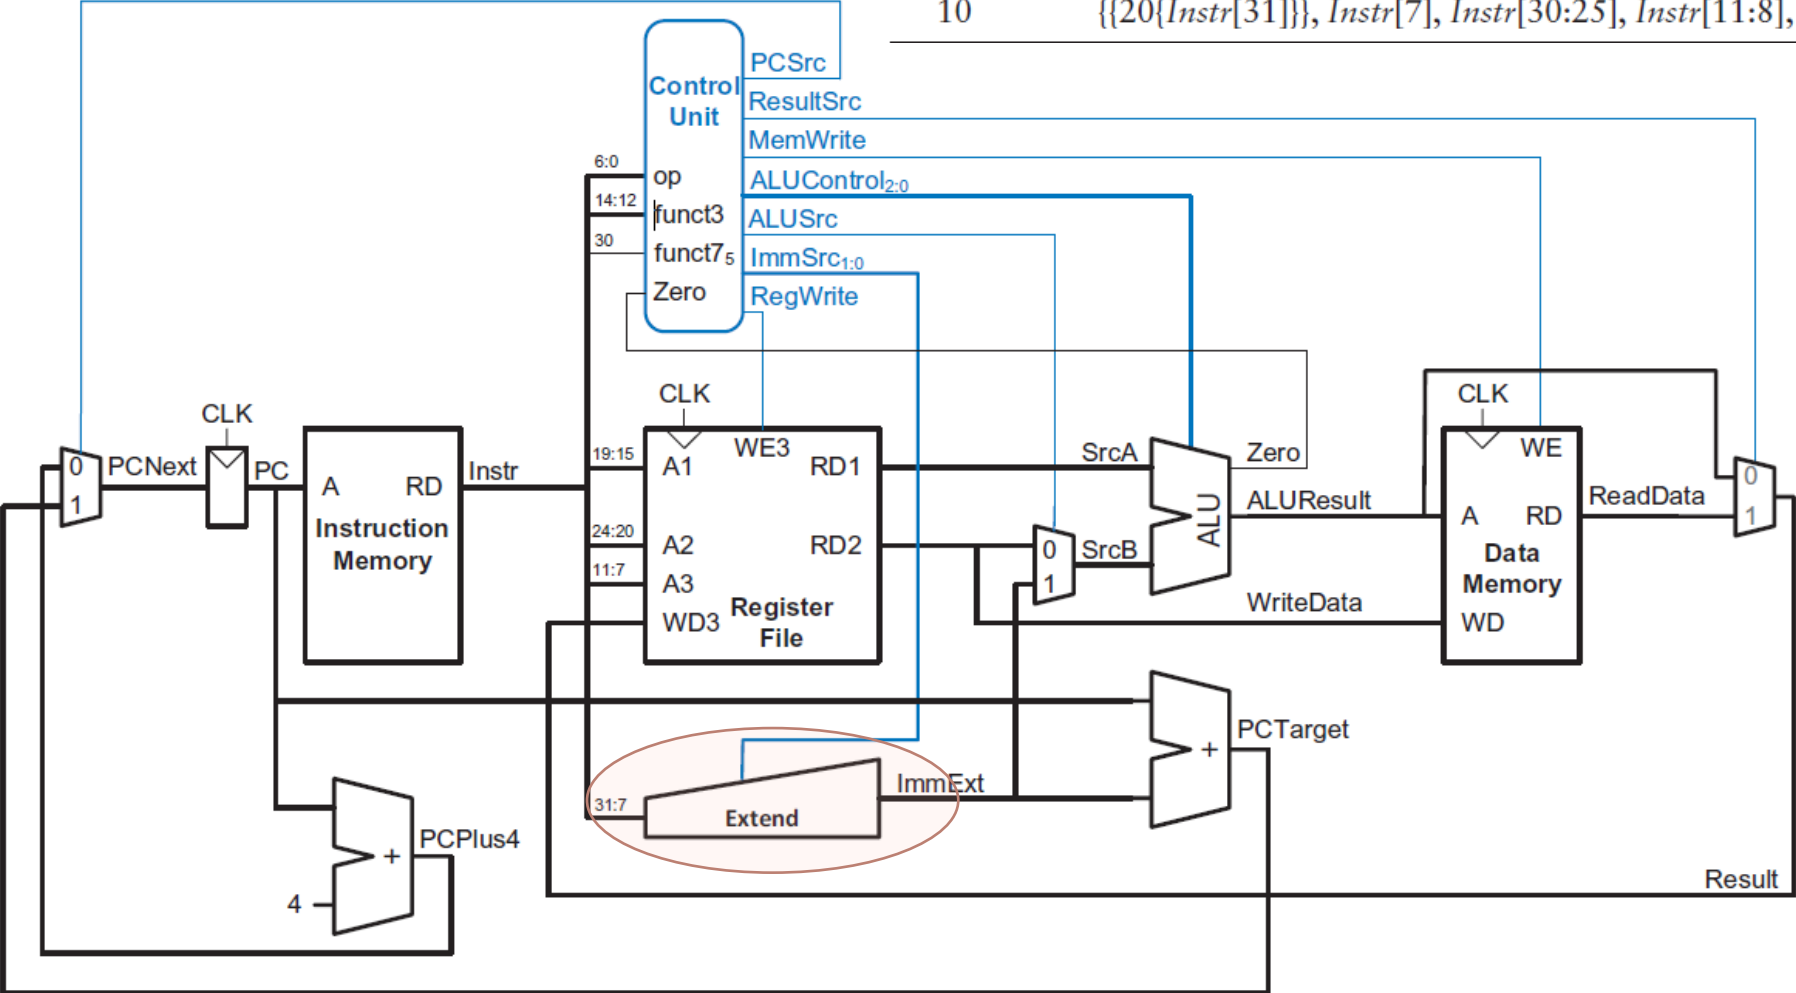 10 {{20{Instr[31]}}, Instr[7], Instr[30:25], Instr[11:8],
Control
Unit
PCSrc
ResultSrc
MemWrite
ALUControl2:0
ALUSrc
ImmSrc1:0
RegWrite
6:0
op
14:12
funct3
30
funct75
Zero
CLK
0
1
PCNext
PC
A RD
Instruction
Memory
Instr
CLK
WE3
19:15
A1
RD1
24:20
A2
RD2
11:7
A3
WD3
Register
File
0
1
SrcA
SrcB
ALU
Zero
ALUResult
WriteData
CLK
WE
A RD
Data
Memory
WD
ReadData
0
1
31:7
Extend
ImmExt
+
PCTarget
4
+
PCPlus4
Result